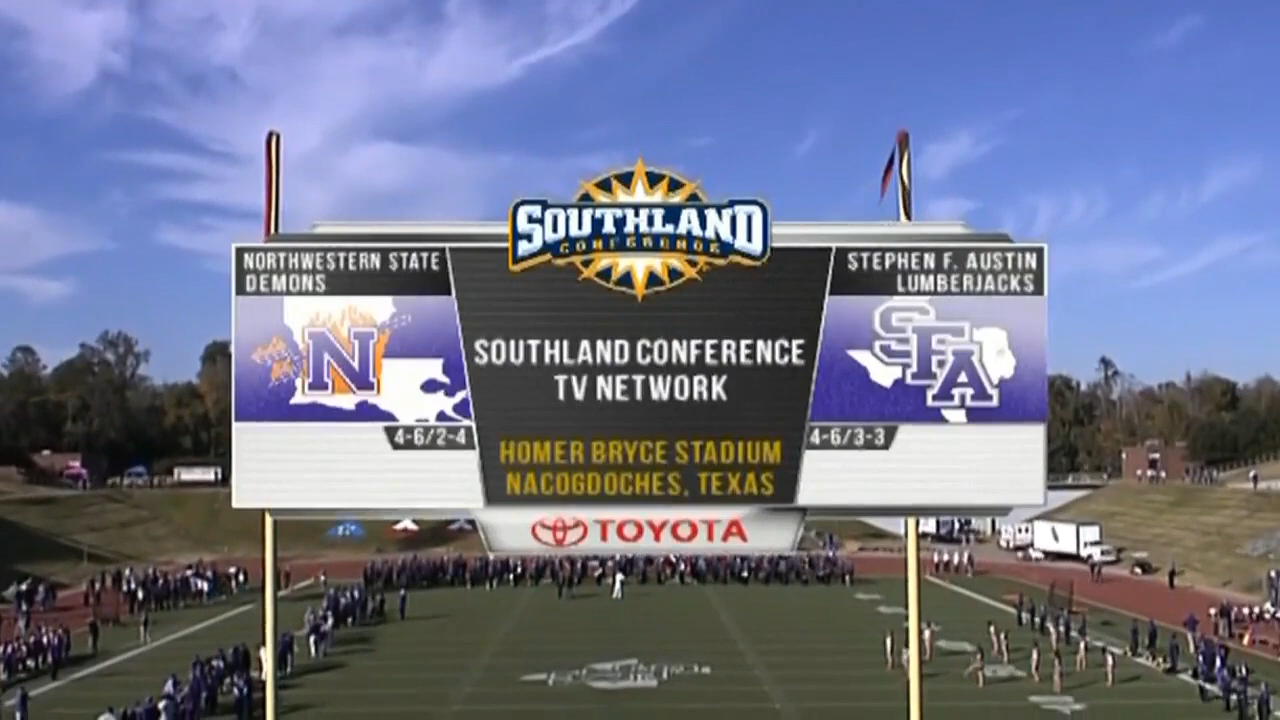 SOUTHLAND
CONFERENCE
NORTHWESTERN STATE
DEMONS
N
4-6/2-4
SOUTHLAND CONFERENCE
TV NETWORK
HOMER BRYCE STADIUM
NACOGDOCHES, TEXAS
STEPHEN F. AUSTIN
LUMBERJACKS
SFA
4-6/3-3
TOYOTA